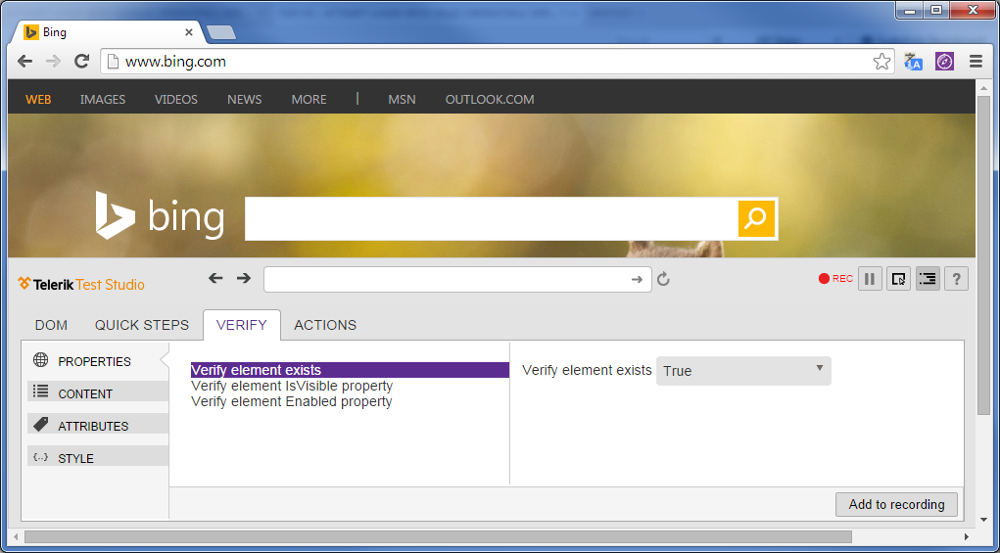 Bing
www.bing.com
WEB IMAGES VIDEOS NEWS MORE | MSN OUTLOOK.COM
bing
Telerik Test Studio
REC
?
DOM QUICK STEPS VERIFY ACTIONS
PROPERTIES
CONTENT
ATTRIBUTES
{..} STYLE
Verify element exists
Verify element IsVisible property
Verify element Enabled property
Verify element exists True
Add to recording